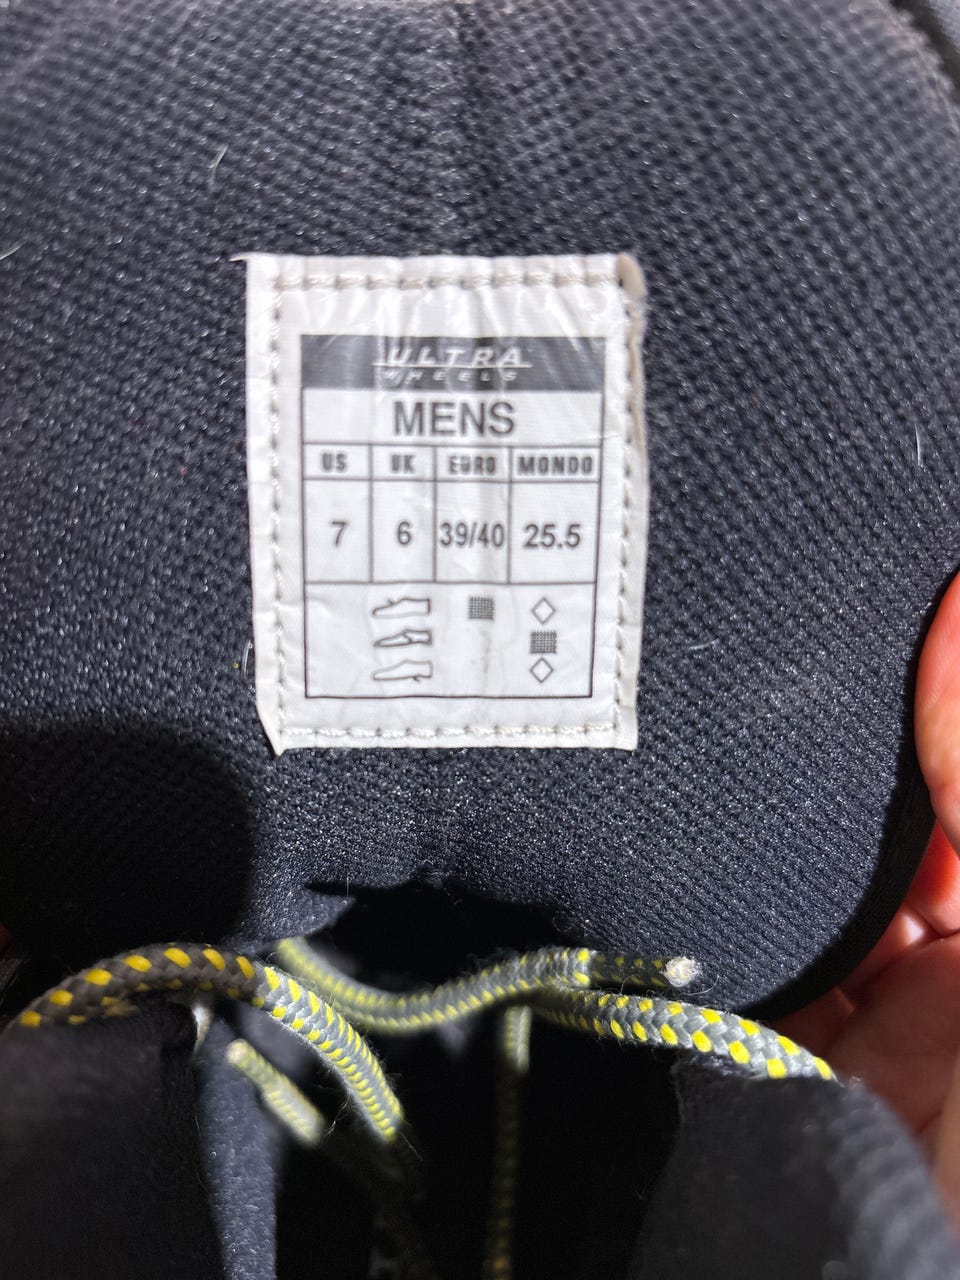 ULTRA
WHEELS
MENS
US UK EURO MONDO
7 6 39/40 25.5